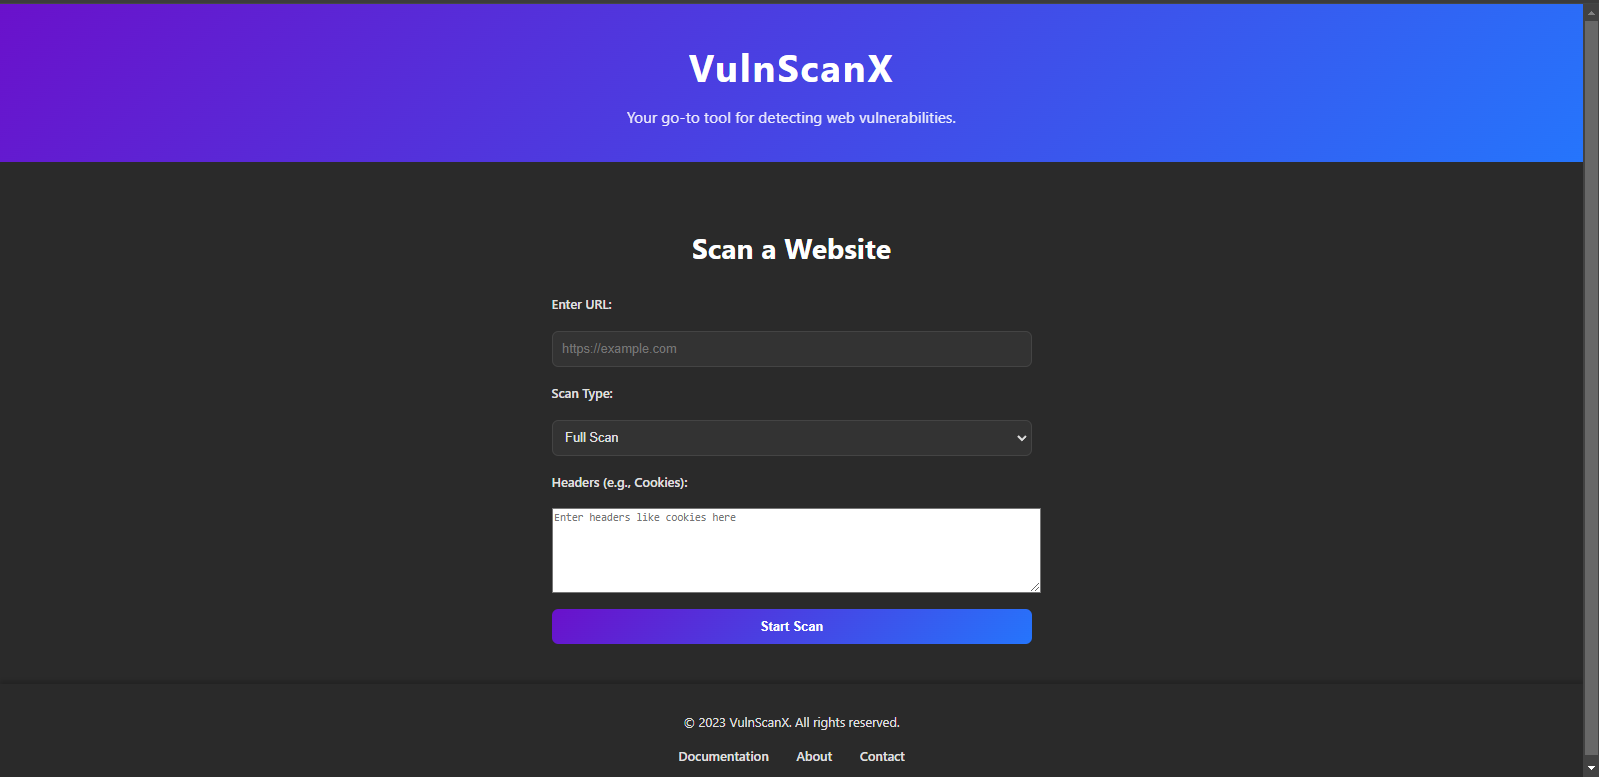 VulnScanX
Your go-to tool for detecting web vulnerabilities.
Scan a Website
Enter URL:
https://example.com
Scan Type:
Full Scan
Headers (e.g., Cookies):
Enter headers like cookies here
Start Scan
© 2023 VulnScanX. All rights reserved.
Documentation About Contact